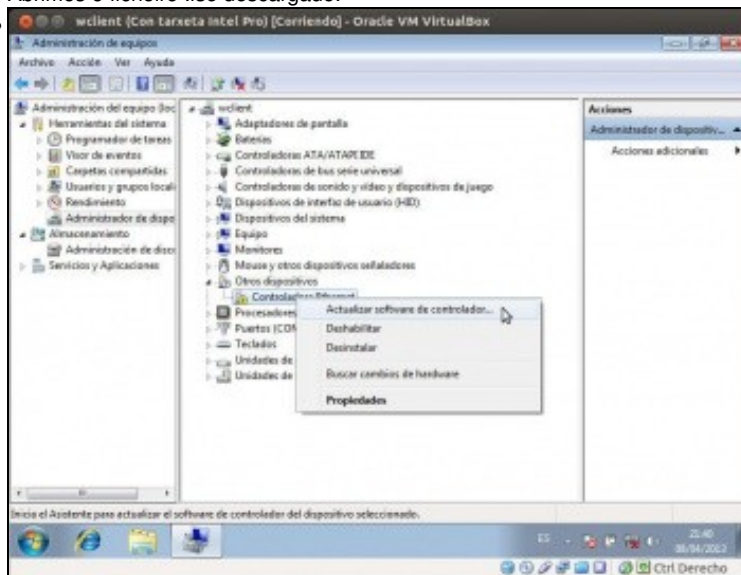 wclient (Con tarxeta Intel Pro) [Corriendo] - Oracle VM VirtualBox
Administración de equipos
Archivo Acción Ver Ayuda
Administración del equipo (loc
Herramientas del sistema
Programador de tareas
Visor de eventos
Carpetas compartidas
Usuarios y grupos locale
Rendimiento
Administrador de dispo
Almacenamiento
Administración de disco
Servicios y Aplicaciones
wclient
Adaptadores de pantalla
Baterías
Controladoras ATA/ATAPI IDE
Controladoras de bus serie universal
Controladoras de sonido y vídeo y dispositivos de juego
Dispositivos de interfaz de usuario (HID)
Dispositivos del sistema
Equipo
Monitores
Mouse y otros dispositivos señaladores
Otros dispositivos
Controladora Ethernet
Procesadores
Puertos (COM
Teclados
Unidades de
Unidades de
Actualizar software de controlador...
Deshabilitar
Desinstalar
Buscar cambios de hardware
Propiedades
Acciones
Administrador de dispositiv...
Acciones adicionales
Inicia el Asistente para actualizar el software de controlador del dispositivo seleccionado.
ES
21:40
08/04/2013
Ctrl Derecho